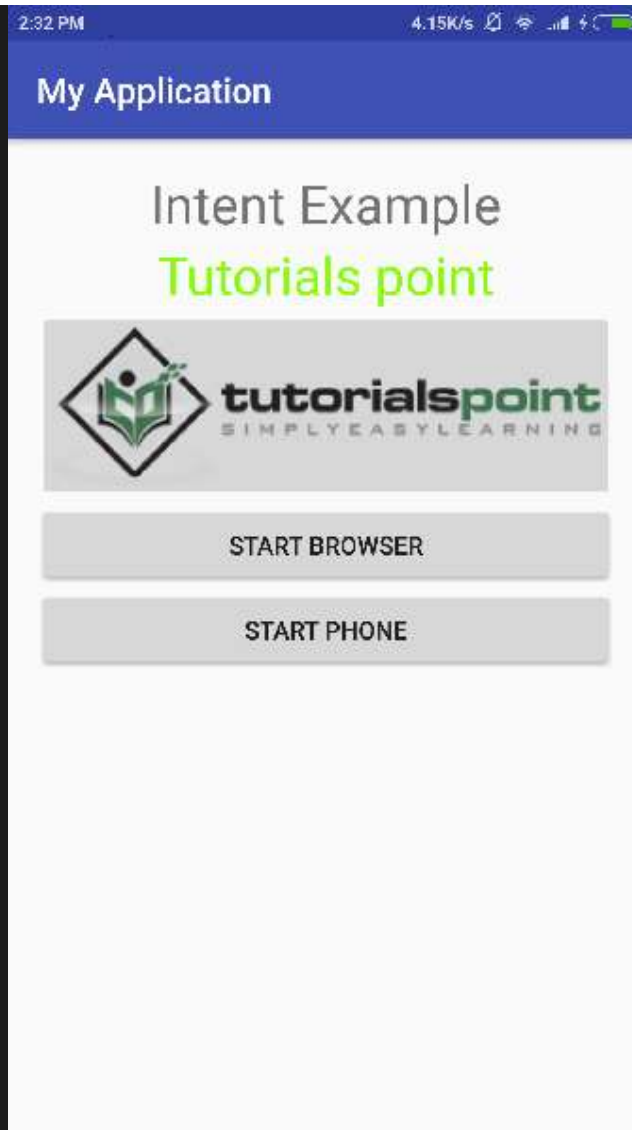 2:32 PM 4.15K/s
My Application
Intent Example
Tutorials point
tutorialspoint
SIMPLYEASYLEARNING
START BROWSER
START PHONE